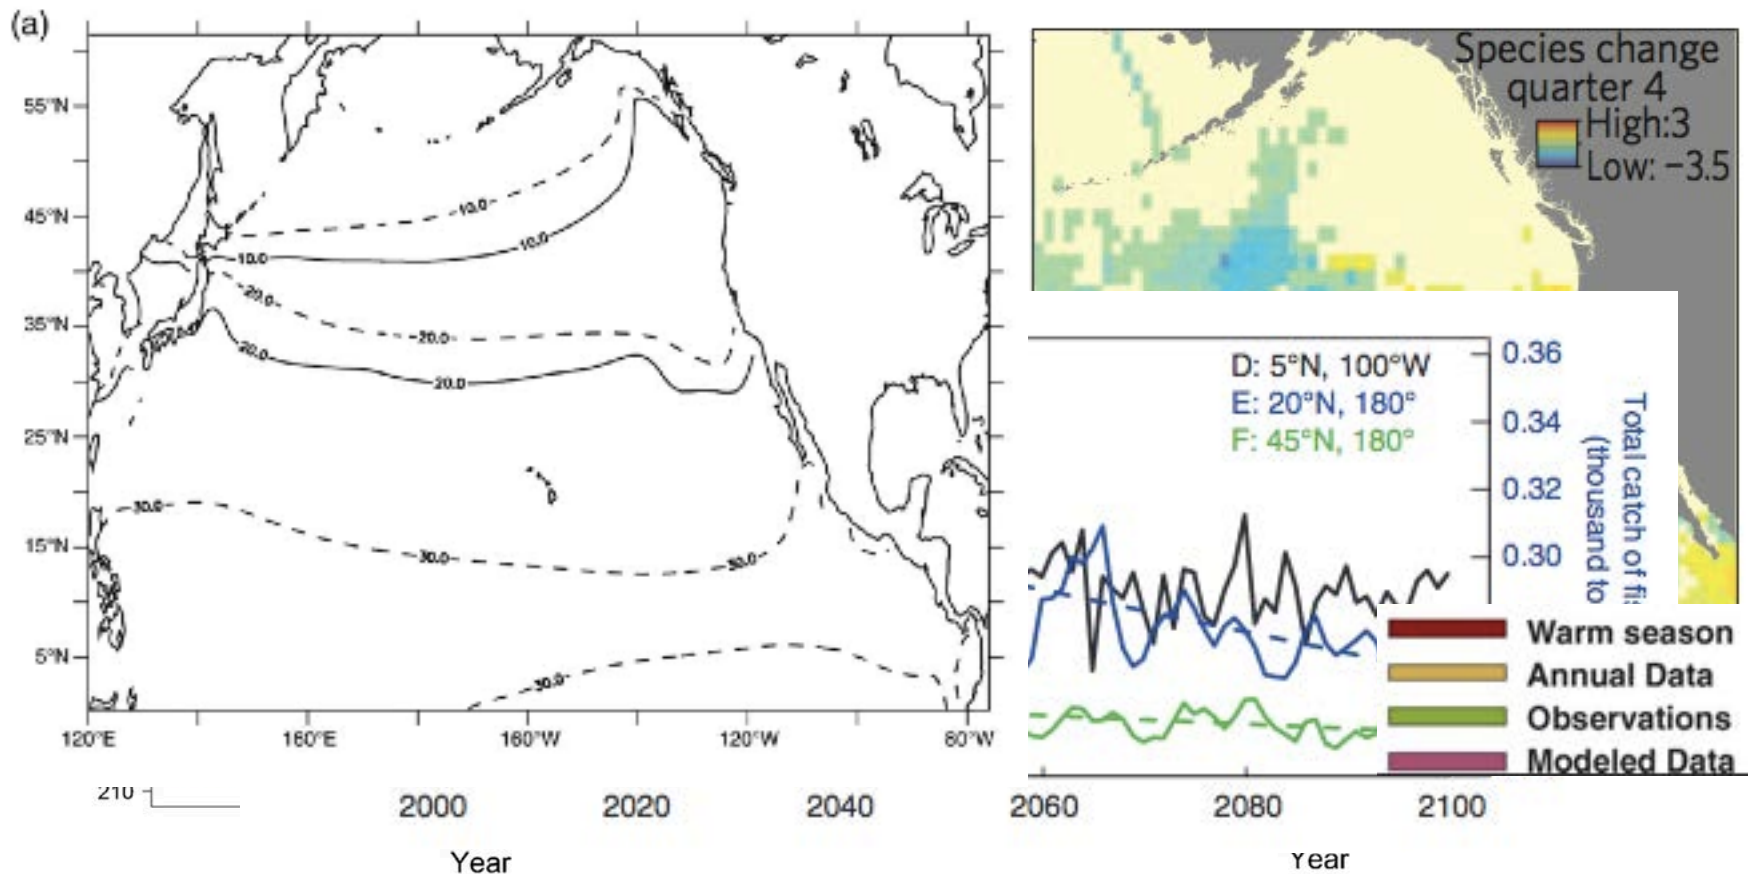 (a)
55°N
45°N
35°N
25°N
15°N
5°N
10.0
10.0
10.0
20.0
20.0
20.0
20.0
30.0
30.0
30.0
30.0
120°E 160°E 160°W 120°W 80°W
Species change
quarter 4
High:3
Low: −3.5
D: 5°N, 100°W
E: 20°N, 180°
F: 45°N, 180°
0.36
0.34
0.32
0.30
Total catch of
(thousand
Warm season
Annual Data
Observations
Modeled Data
210
2000 2020 2040 2060 2080 2100
Year Year